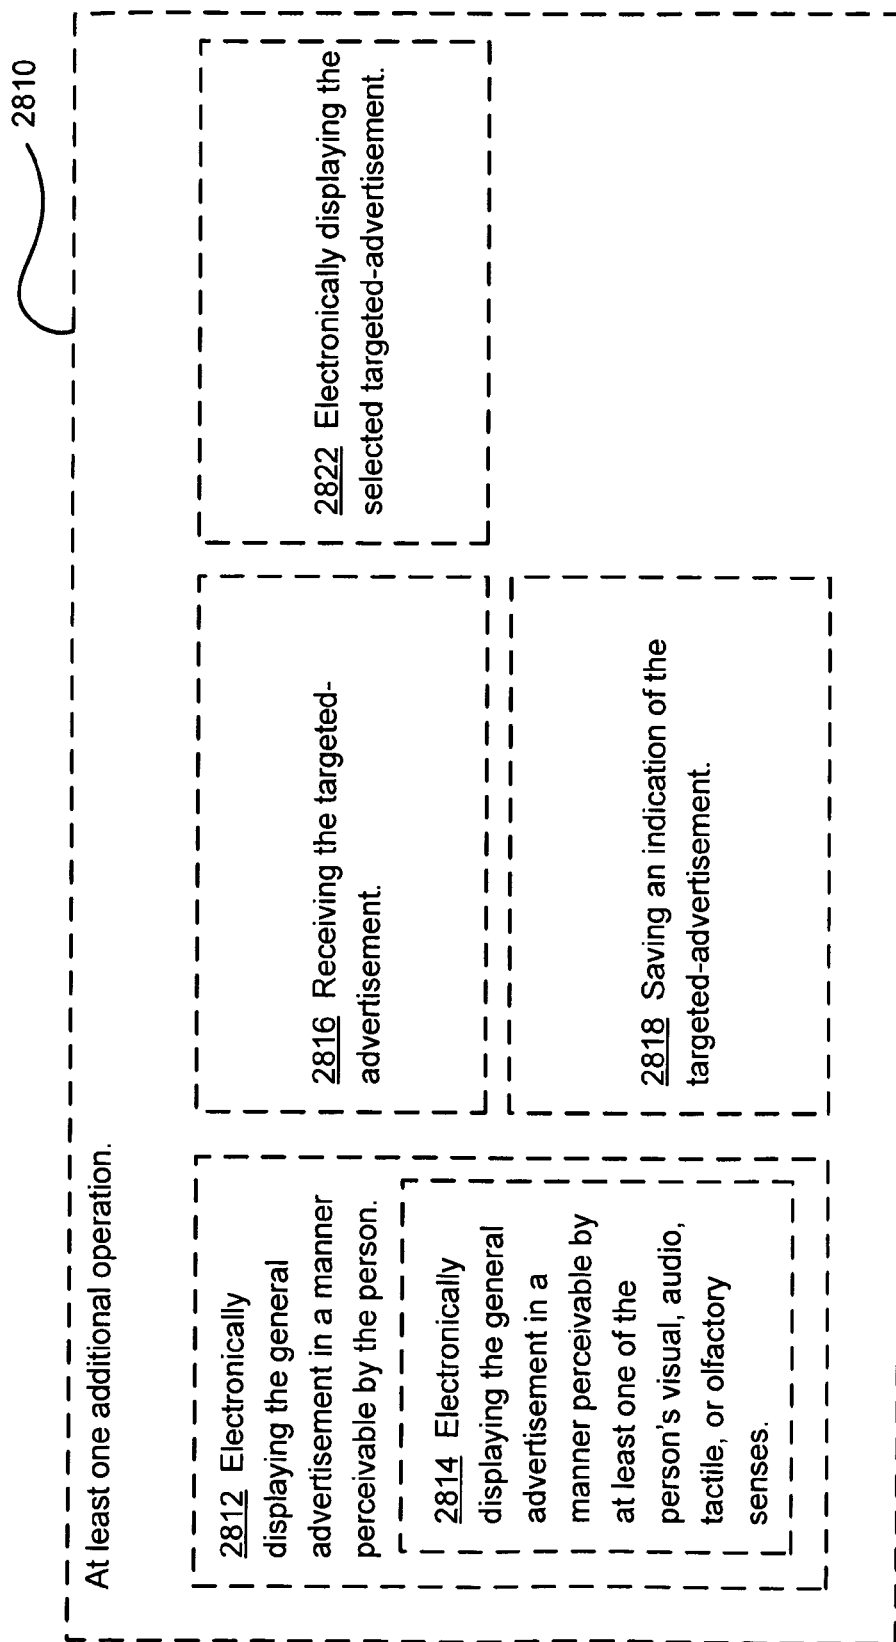 2810
At least one additional operation.
2812 Electronically
displaying the general
advertisement in a manner
perceivable by the person.
2814 Electronically
displaying the general
advertisement in a
manner perceivable by
at least one of the
person's visual, audio,
tactile, or olfactory
senses.
2816 Receiving the targeted-
advertisement.
2818 Saving an indication of the
targeted-advertisement.
2822 Electronically displaying the
selected targeted-advertisement.